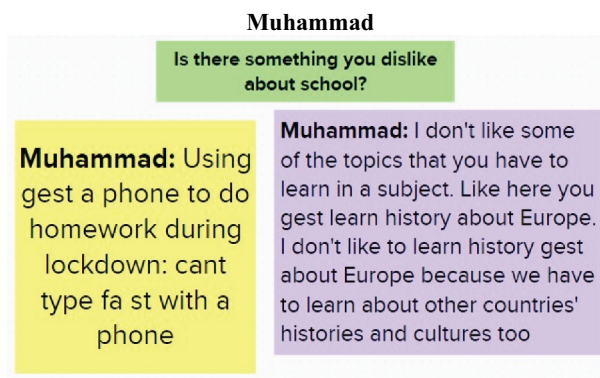 Muhammad
Is there something you dislike
about school?
Muhammad: Using
gest a phone to do
homework during
lockdown: cant
type fa st with a
phone
Muhammad: I don't like some
of the topics that you have to
learn in a subject. Like here you
gest learn history about Europe.
I don't like to learn history gest
about Europe because we have
to learn about other countries'
histories and cultures too